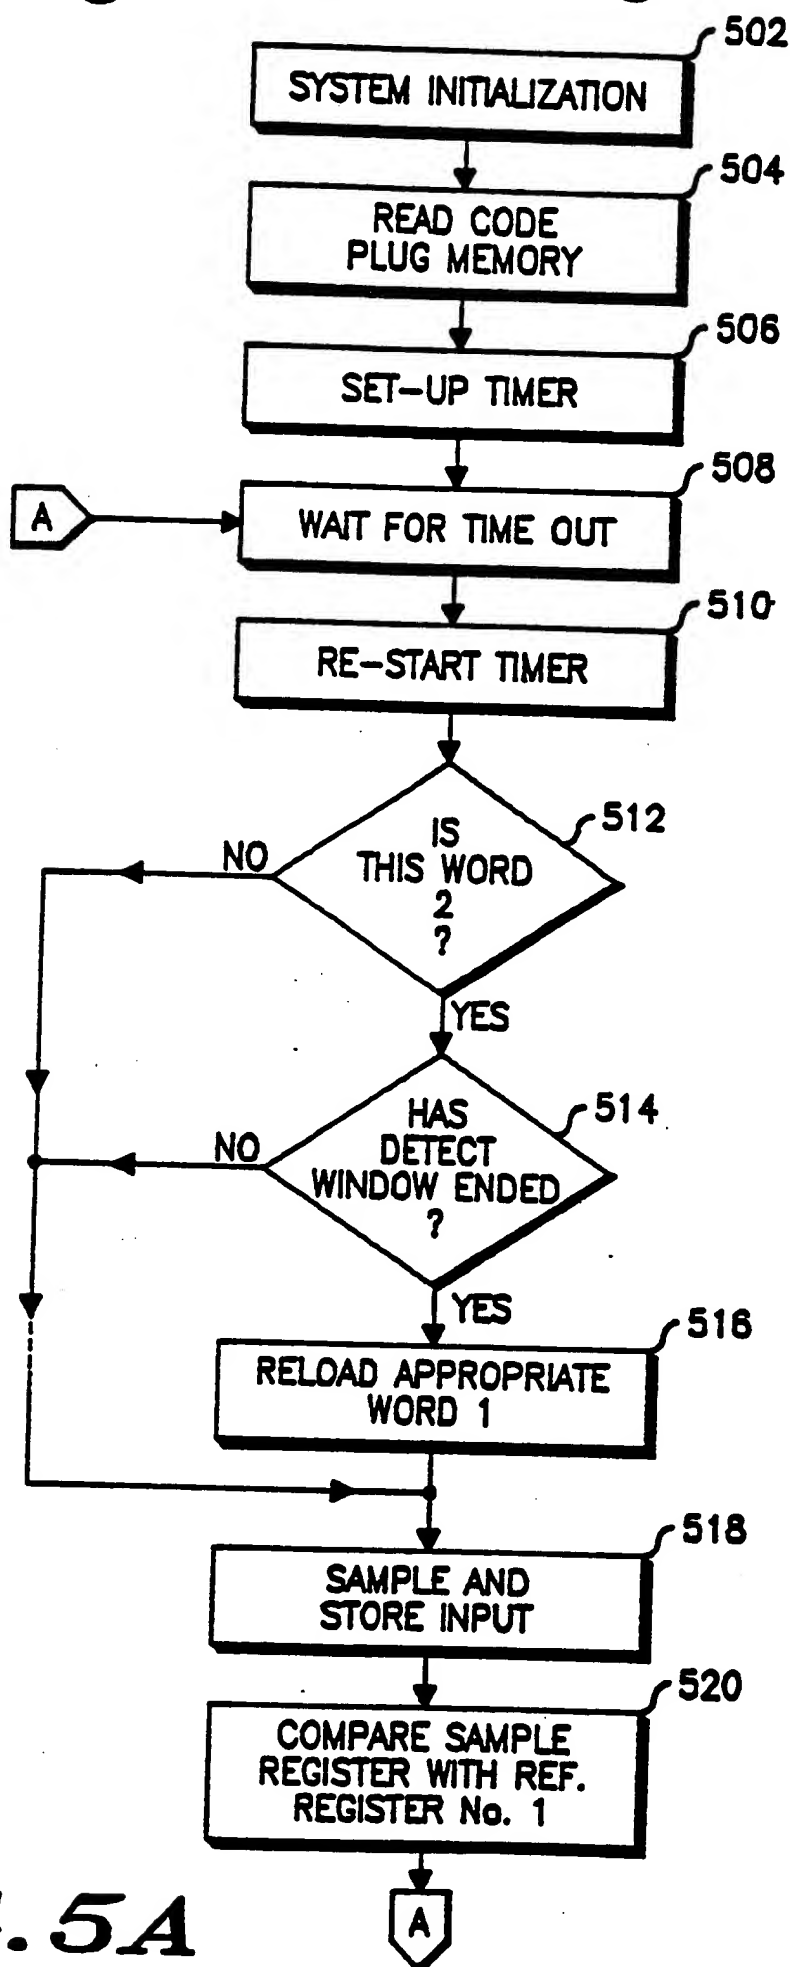 502
SYSTEM INITIALIZATION
504
READ CODE
PLUG MEMORY
506
SET-UP TIMER
508
A
WAIT FOR TIME OUT
510
RE-START TIMER
512
IS
THIS WORD
2
?
NO
YES
514
HAS
DETECT
WINDOW ENDED
?
NO
YES
516
RELOAD APPROPRIATE
WORD 1
518
SAMPLE AND
STORE INPUT
520
COMPARE SAMPLE
REGISTER WITH REF.
REGISTER No. 1
A
.5A